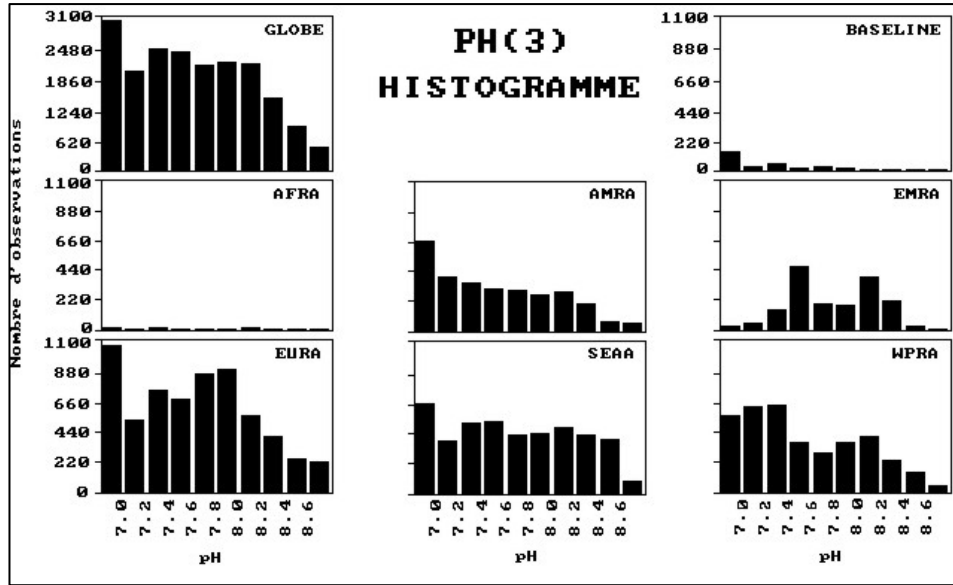 GLOBE
PH(3)
HISTOGRAMME
BASELINE
3100
2480
1860
1240
620
0
1100
880
660
440
220
0
Nombre d'observations
AFRA
AMRA
EMRA
1100
880
660
440
220
0
EURA
SEAA
WPRA
1100
880
660
440
220
0
7.0 7.2 7.4 7.6 7.8 8.0 8.2 8.4 8.6
7.0 7.2 7.4 7.6 7.8 8.0 8.2 8.4 8.6
7.0 7.2 7.4 7.6 7.8 8.0 8.2 8.4 8.6
pH
pH
pH